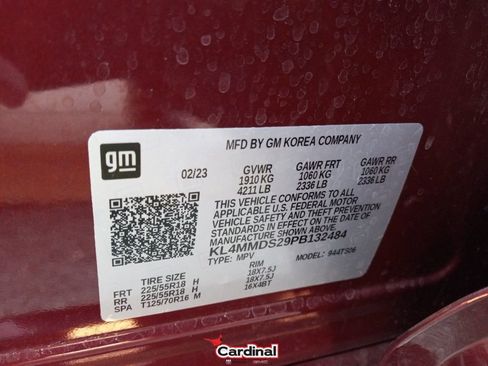 gm
MFD BY GM KOREA COMPANY
02/23
GVWR GAWR FRT GAWR RR
1910 KG 1060 KG 1060 KG
4211 LB 2336 LB 2336 LB
THIS VEHICLE CONFORMS TO ALL
APPLICABLE U.S. FEDERAL MOTOR
VEHICLE SAFETY AND THEFT PREVENTION
STANDARDS IN EFFECT ON THE DATE OF
MANUFACTURE SHOWN ABOVE.
KL4MMDS29PB132484
TYPE: MPV MODEL: 944TS06
TIRE SIZE RIM
FRT 225/55R18 H 18X7.5J
RR 225/55R18 H 18X7.5J
SPA T125/70R16 M 16X4BT
Cardinal